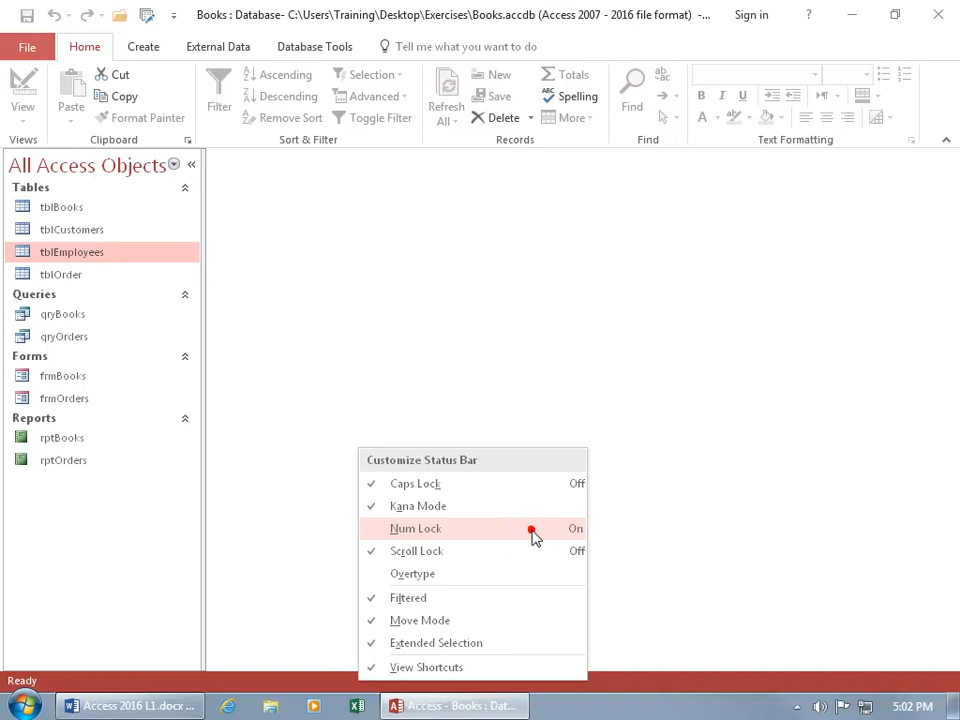 Books : Database- C:\Users\Training\Desktop\Exercises\Books.accdb (Access 2007 - 2016 file format) -... Sign in ?
File Home Create External Data Database Tools Tell me what you want to do
View
Views
Paste
Cut
Copy
Format Painter
Clipboard
Filter
Ascending
Descending
Remove Sort
Selection
Advanced
Toggle Filter
Sort & Filter
Refresh
All
New
Save
Delete
Totals
Spelling
More
Records
Find
Find
B I U
A
Text Formatting
All Access Objects
Tables
tblBooks
tblCustomers
tblEmployees
tblOrder
Queries
qryBooks
qryOrders
Forms
frmBooks
frmOrders
Reports
rptBooks
rptOrders
Customize Status Bar
Caps Lock Off
Kana Mode
Num Lock On
Scroll Lock Off
Overtype
Filtered
Move Mode
Extended Selection
View Shortcuts
Ready
Access 2016 L1.docx ... Access - Books : Dat... 5:02 PM